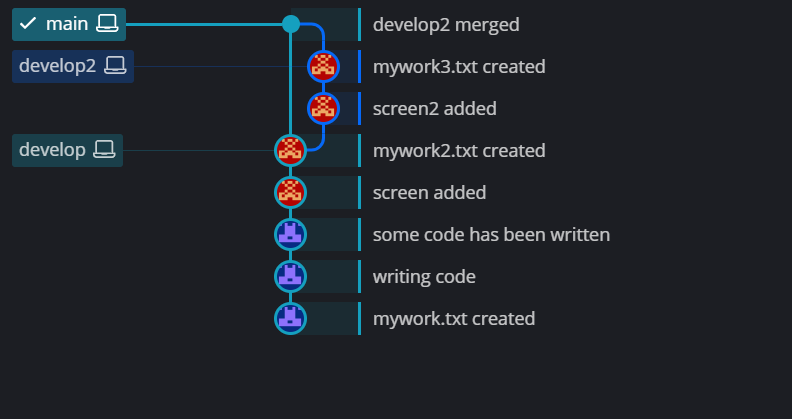 main develop2 merged
develop2 mywork3.txt created
screen2 added
develop mywork2.txt created
screen added
some code has been written
writing code
mywork.txt created